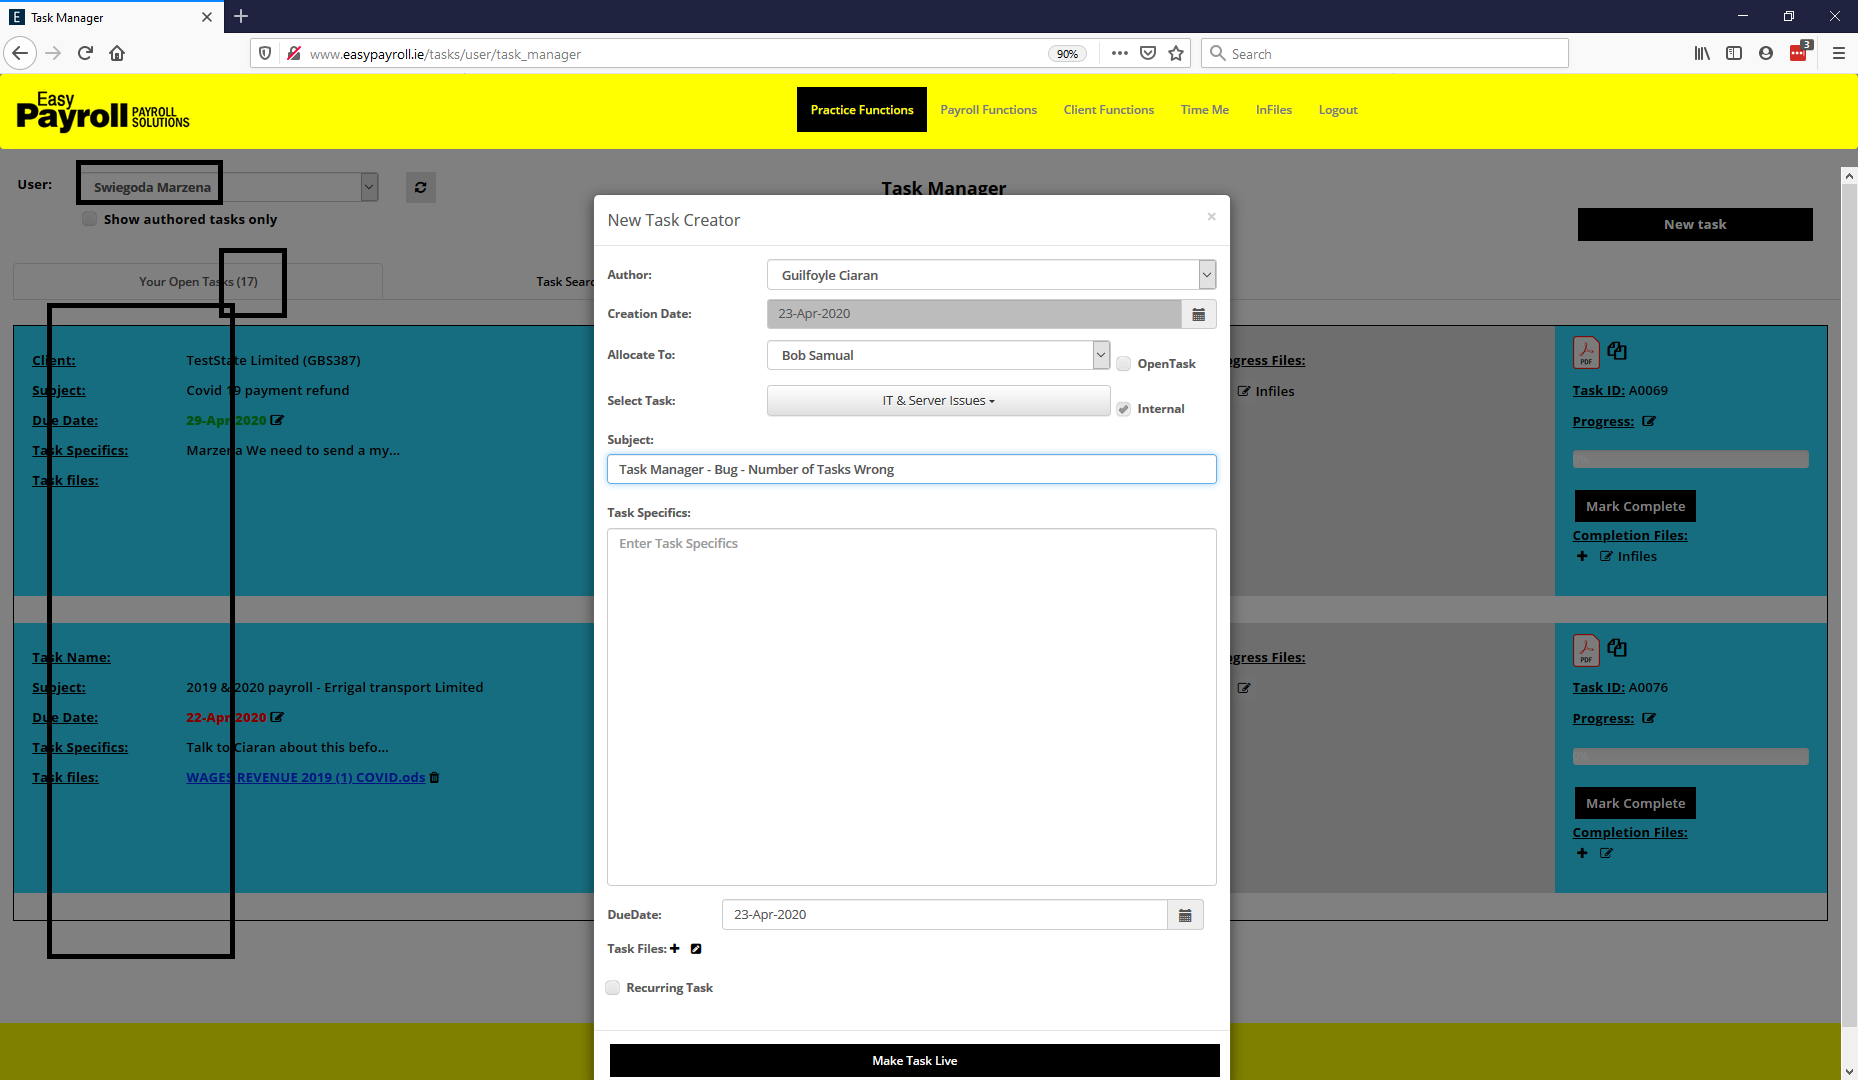 Task Manager
www.easypayroll.ie/tasks/user/task_manager
90%
Search
3
Easy
Payroll PAYROLL SOLUTIONS
Practice Functions
Payroll Functions
Client Functions
Time Me
InFiles
Logout
User:
Swiegoda Marzena
Show authored tasks only
Task Manager
New task
Your Open Tasks (17)
Task Searc
Client: TestState Limited (GBS387)
Subject: Covid 19 payment refund
Due Date: 29-Apr-2020
Task Specifics: Marzena We need to send a my...
Task files:
Task Name:
Subject: 2019 & 2020 payroll - Errigal transport Limited
Due Date: 22-Apr-2020
Task Specifics: Talk to Ciaran about this befo...
Task files: WAGES REVENUE 2019 (1) COVID.ods
New Task Creator
×
Author: Guilfoyle Ciaran
Creation Date: 23-Apr-2020
Allocate To: Bob Samual
OpenTask
Select Task: IT & Server Issues
Internal
Subject:
Task Manager - Bug - Number of Tasks Wrong
Task Specifics:
Enter Task Specifics
DueDate: 23-Apr-2020
Task Files:
Recurring Task
Make Task Live
gress Files:
Infiles
PDF
Task ID: A0069
Progress:
Mark Complete
Completion Files:
Infiles
gress Files:
PDF
Task ID: A0076
Progress:
Mark Complete
Completion Files: